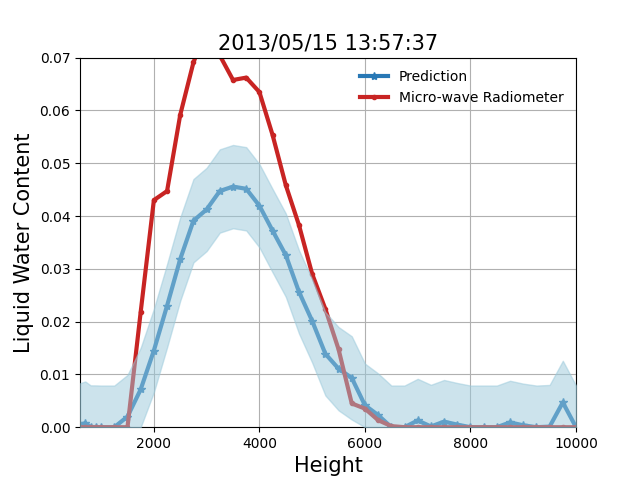 2013/05/15 13:57:37
Prediction
Micro-wave Radiometer
Liquid Water Content
0.07
0.06
0.05
0.04
0.03
0.02
0.01
0.00
2000 4000 6000 8000 10000
Height